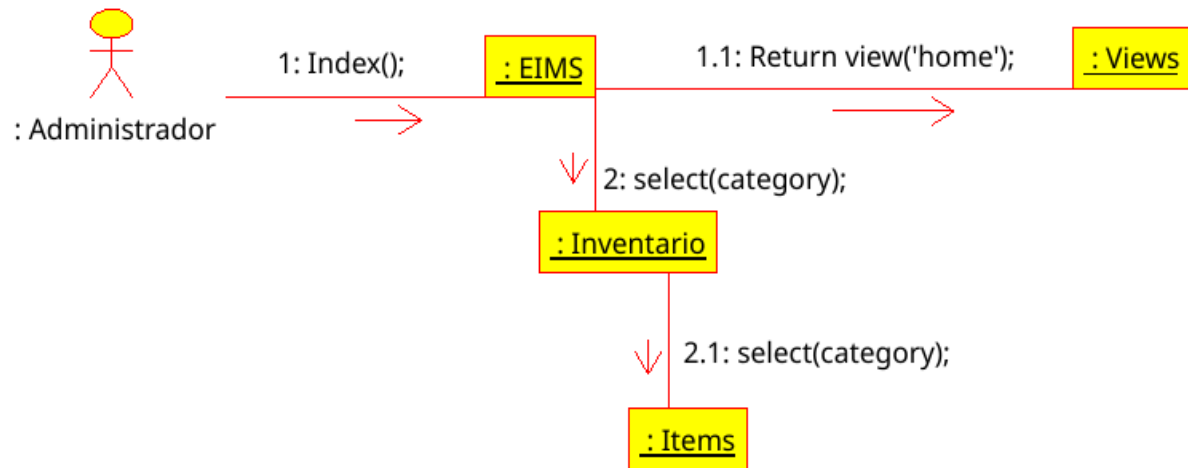 1: Index();
: EIMS
1.1: Return view('home');
: Views
: Administrador
2: select(category);
: Inventario
2.1: select(category);
: Items